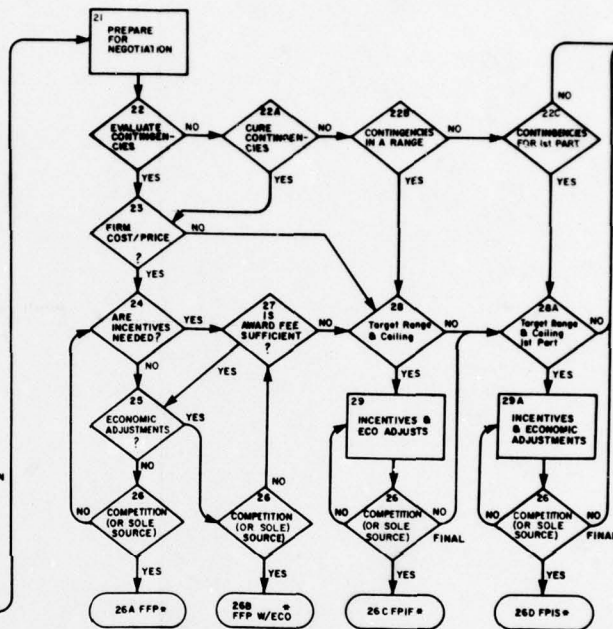 21
PREPARE
FOR
NEGOTIATION
22
EVALUATE
CONTINGEN-
CIES
NO
22A
CURE
CONTINGEN-
CIES
NO
22B
CONTINGENCIES
IN A RANGE
NO
22C
CONTINGENCIES
FOR 1st PART
NO
YES
YES
YES
YES
23
FIRM
COST/PRICE
?
NO
YES
24
ARE
INCENTIVES
NEEDED?
YES
27
IS
AWARD FEE
SUFFICIENT
?
NO
28
Target Range
& Ceiling
NO
28A
Target Range
& Ceiling
1st Part
NO
YES
YES
YES
25
ECONOMIC
ADJUSTMENTS
?
YES
29
INCENTIVES &
ECO ADJUSTS
29A
INCENTIVES
& ECONOMIC
ADJUSTMENTS
NO
NO
N
26
COMPETITION
(OR SOLE
SOURCE)
NO
26
COMPETITION
(OR SOLE)
SOURCE)
26
COMPETITION
(OR SOLE
SOURCE)
NO
NO
FINAL
26
COMPETITION
(OR SOLE
SOURCE)
NO
NO
FINAL
YES
YES
YES
YES
26A FFP*
26B *
FFP W/ECO
26C FPIF*
26D FPIS*